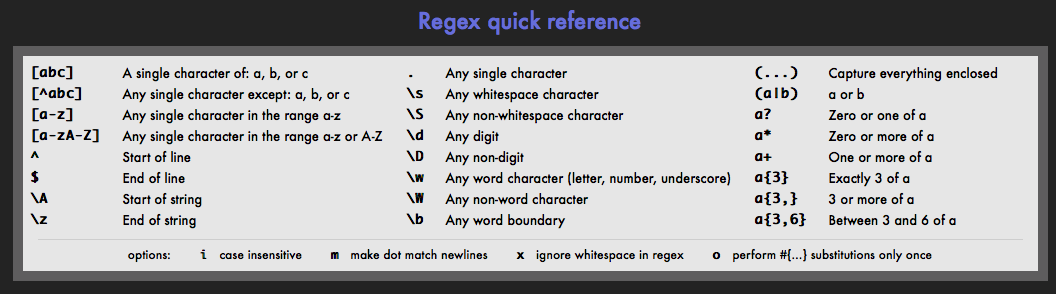 Regex quick reference
[abc] A single character of: a, b, or c . Any single character (...) Capture everything enclosed
[^abc] Any single character except: a, b, or c \s Any whitespace character (a|b) a or b
[a-z] Any single character in the range a-z \S Any non-whitespace character a? Zero or one of a
[a-zA-Z] Any single character in the range a-z or A-Z \d Any digit a* Zero or more of a
^ Start of line \D Any non-digit a+ One or more of a
$ End of line \w Any word character (letter, number, underscore) a{3} Exactly 3 of a
\A Start of string \W Any non-word character a{3,} 3 or more of a
\z End of string \b Any word boundary a{3,6} Between 3 and 6 of a
options: i case insensitive m make dot match newlines x ignore whitespace in regex o perform #{...} substitutions only once